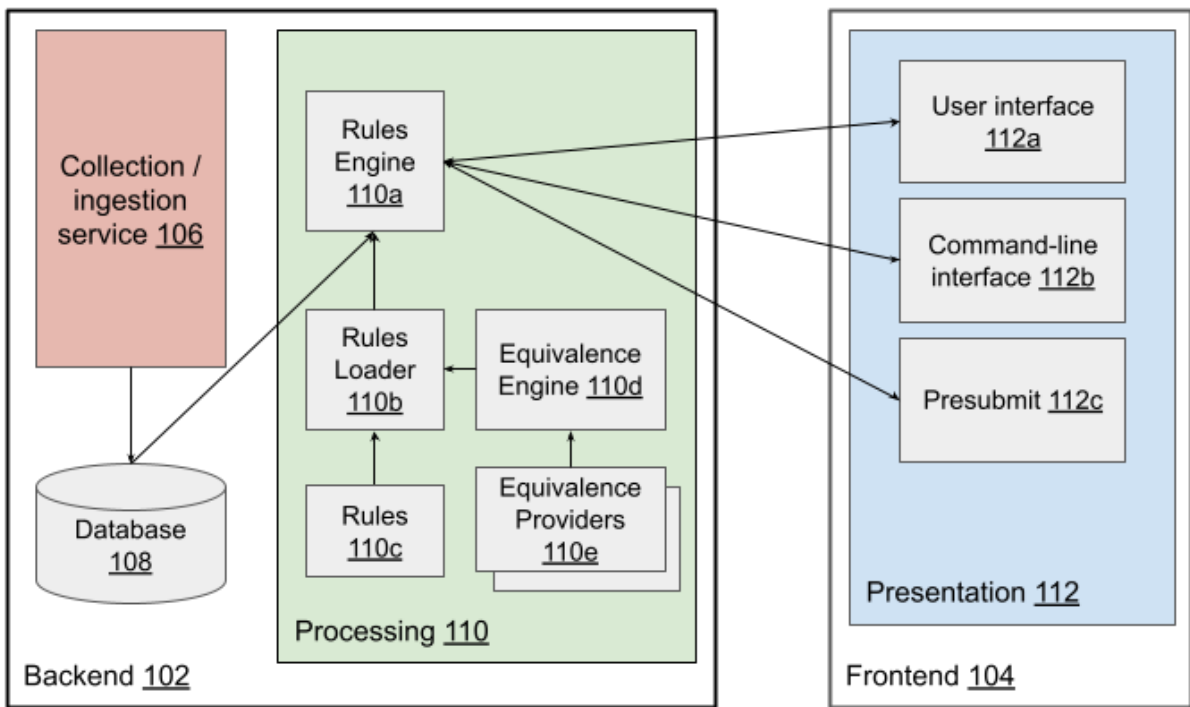 Collection /
ingestion
service 106
Database
108
Backend 102
Rules
Engine
110a
Rules
Loader
110b
Equivalence
Engine 110d
Rules
110c
Equivalence
Providers
110e
Processing 110
User interface
112a
Command-line
interface 112b
Presubmit 112c
Presentation 112
Frontend 104